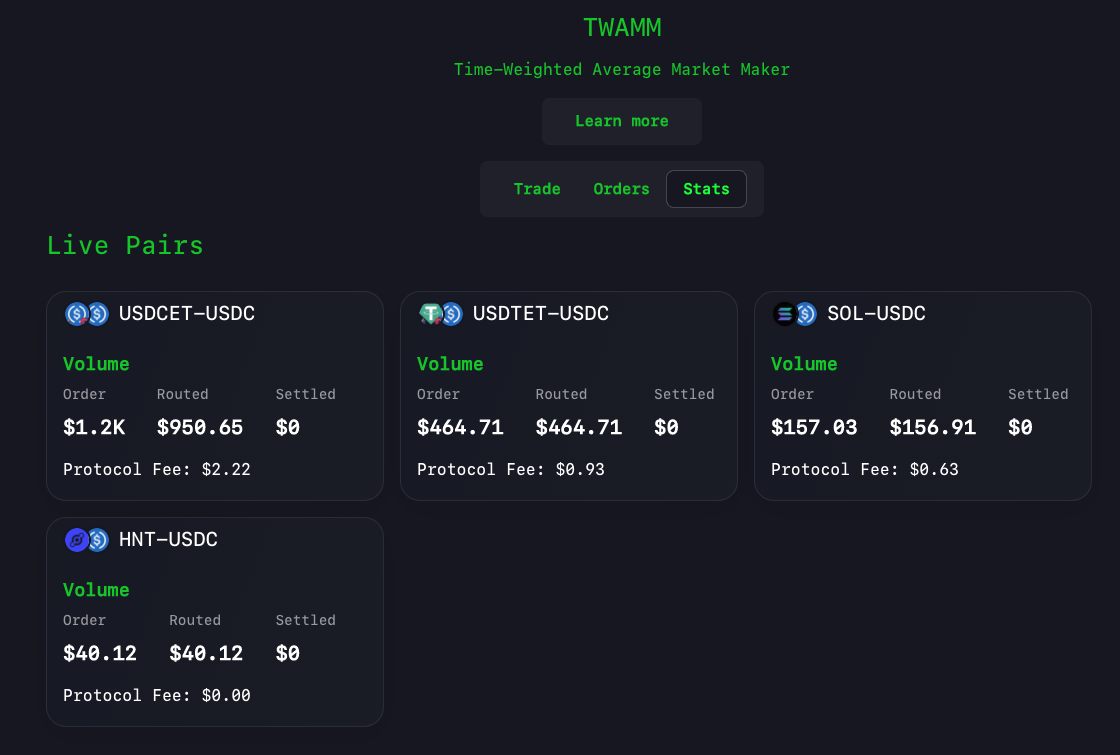 TWAMM
Time-Weighted Average Market Maker
Learn more
Trade Orders Stats
Live Pairs
USDCET-USDC
Volume
Order Routed Settled
$1.2K $950.65 $0
Protocol Fee: $2.22
USDTET-USDC
Volume
Order Routed Settled
$464.71 $464.71 $0
Protocol Fee: $0.93
SOL-USDC
Volume
Order Routed Settled
$157.03 $156.91 $0
Protocol Fee: $0.63
HNT-USDC
Volume
Order Routed Settled
$40.12 $40.12 $0
Protocol Fee: $0.00